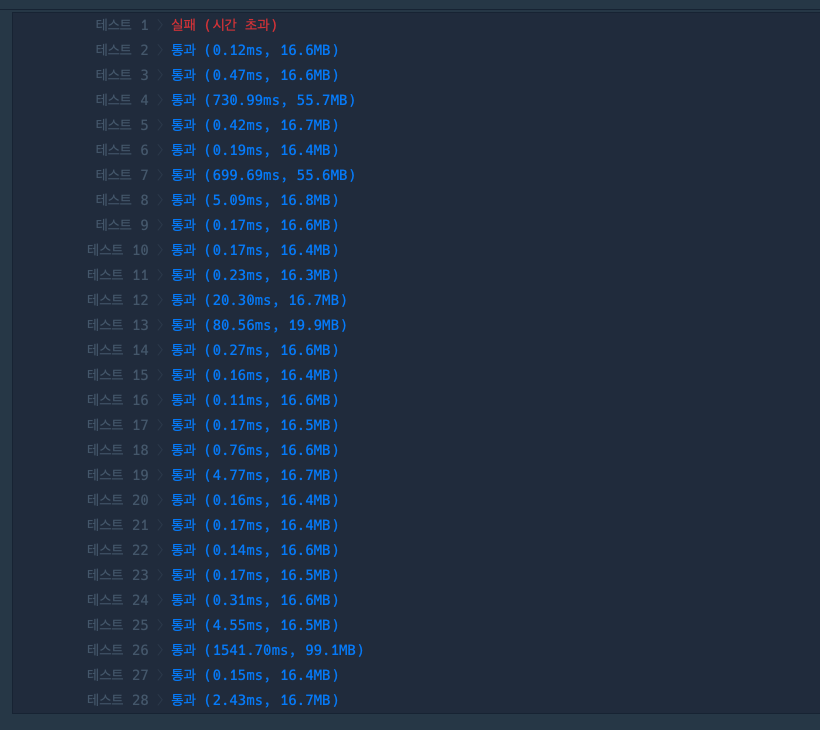 테스트 1 〉 실패 (시간 초과)
테스트 2 〉 통과 (0.12ms, 16.6MB)
테스트 3 〉 통과 (0.47ms, 16.6MB)
테스트 4 〉 통과 (730.99ms, 55.7MB)
테스트 5 〉 통과 (0.42ms, 16.7MB)
테스트 6 〉 통과 (0.19ms, 16.4MB)
테스트 7 〉 통과 (699.69ms, 55.6MB)
테스트 8 〉 통과 (5.09ms, 16.8MB)
테스트 9 〉 통과 (0.17ms, 16.6MB)
테스트 10 〉 통과 (0.17ms, 16.4MB)
테스트 11 〉 통과 (0.23ms, 16.3MB)
테스트 12 〉 통과 (20.30ms, 16.7MB)
테스트 13 〉 통과 (80.56ms, 19.9MB)
테스트 14 〉 통과 (0.27ms, 16.6MB)
테스트 15 〉 통과 (0.16ms, 16.4MB)
테스트 16 〉 통과 (0.11ms, 16.6MB)
테스트 17 〉 통과 (0.17ms, 16.5MB)
테스트 18 〉 통과 (0.76ms, 16.6MB)
테스트 19 〉 통과 (4.77ms, 16.7MB)
테스트 20 〉 통과 (0.16ms, 16.4MB)
테스트 21 〉 통과 (0.17ms, 16.4MB)
테스트 22 〉 통과 (0.14ms, 16.6MB)
테스트 23 〉 통과 (0.17ms, 16.5MB)
테스트 24 〉 통과 (0.31ms, 16.6MB)
테스트 25 〉 통과 (4.55ms, 16.5MB)
테스트 26 〉 통과 (1541.70ms, 99.1MB)
테스트 27 〉 통과 (0.15ms, 16.4MB)
테스트 28 〉 통과 (2.43ms, 16.7MB)